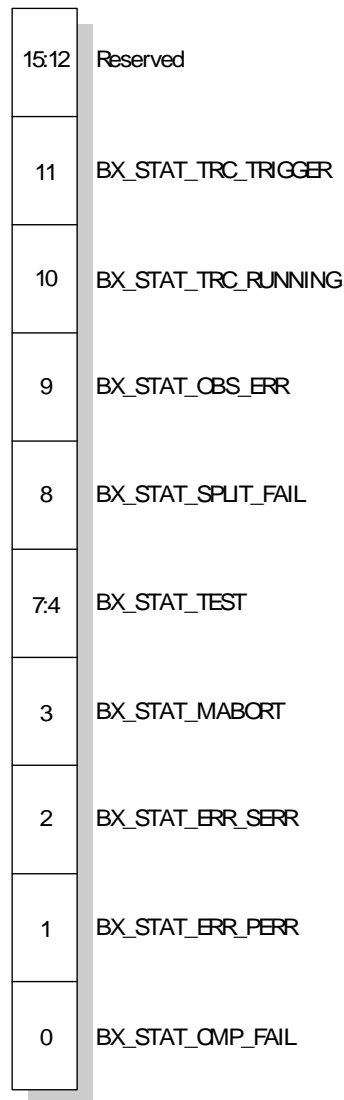 15:12 Reserved
11 BX_STAT_TRC_TRIGGER
10 BX_STAT_TRC_RUNNING
9 BX_STAT_OBS_ERR
8 BX_STAT_SPLIT_FAIL
7:4 BX_STAT_TEST
3 BX_STAT_MABORT
2 BX_STAT_ERR_SERR
1 BX_STAT_ERR_PERR
0 BX_STAT_CMP_FAIL